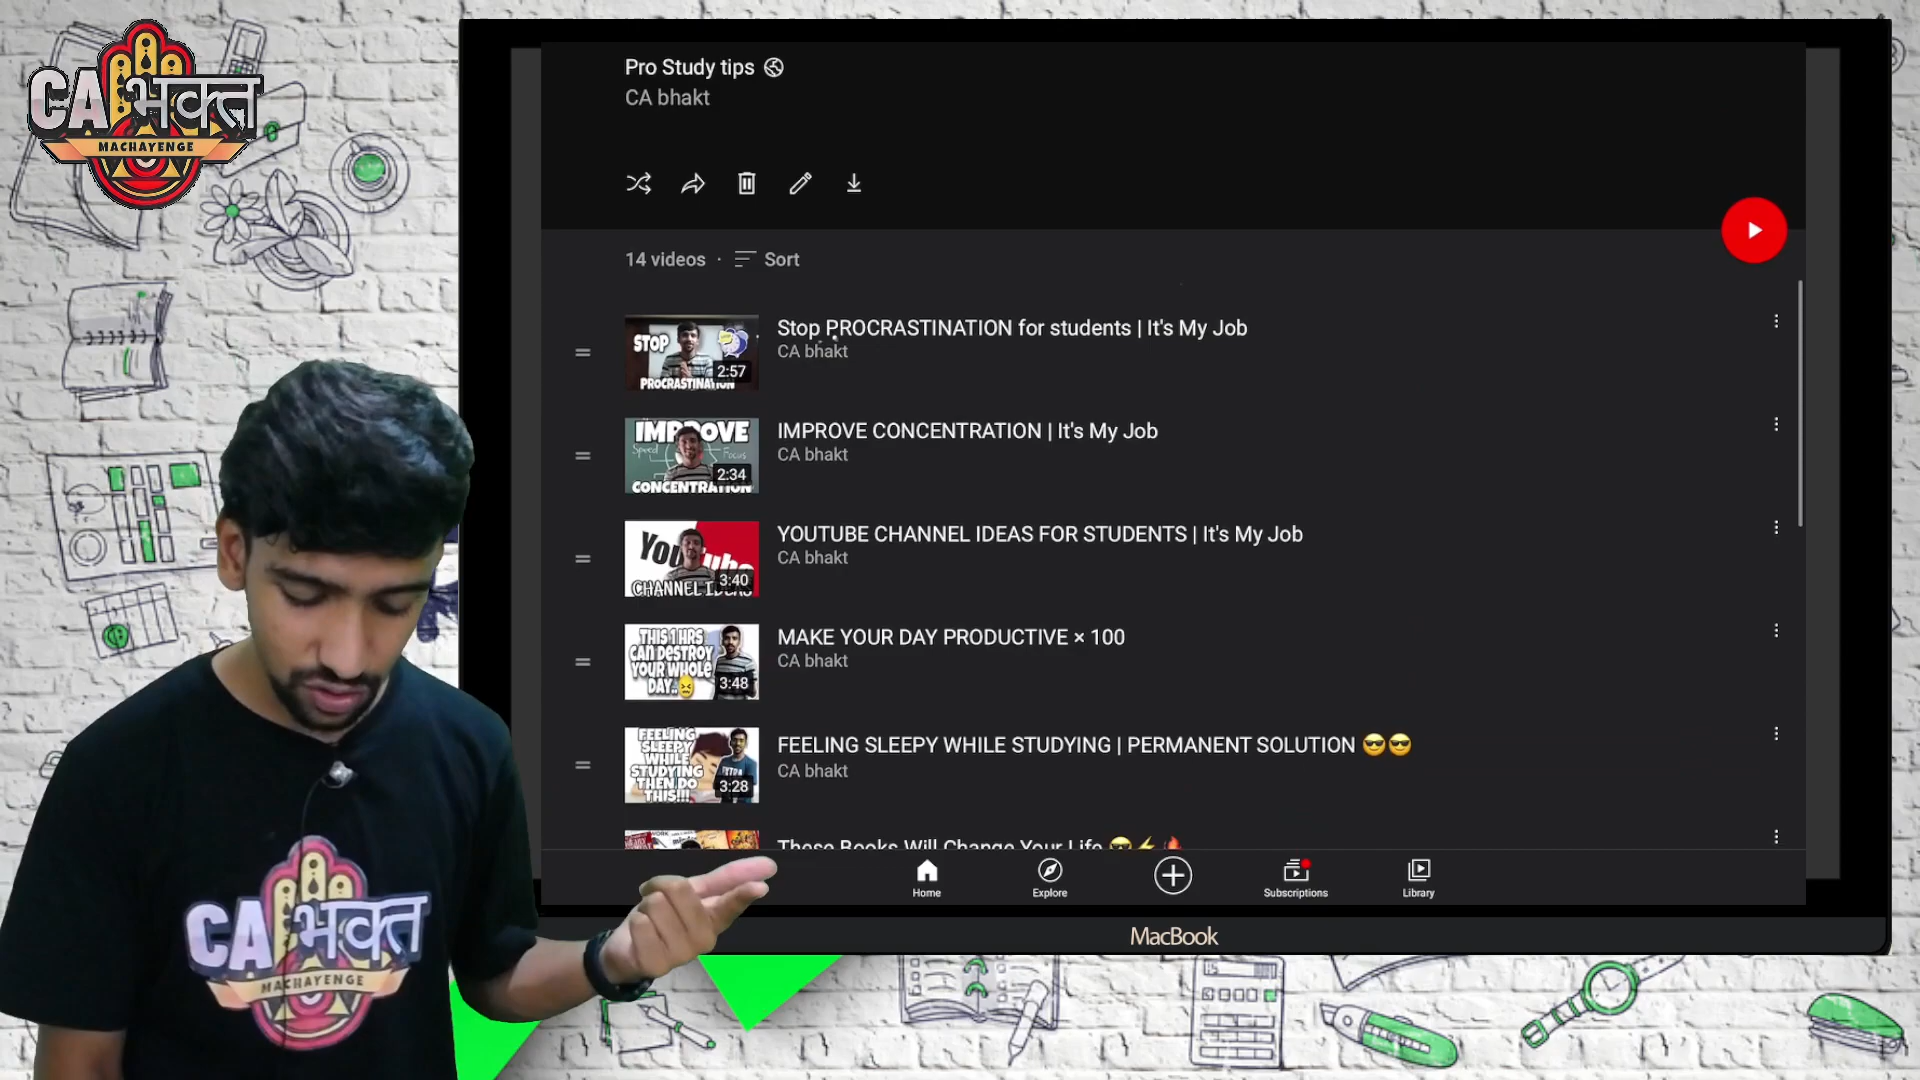 CA भक्त
MACHAYENGE
Pro Study tips
CA bhakt
14 videos · Sort
STOP
PROCRASTINATION
2:57
Stop PROCRASTINATION for students | It's My Job
CA bhakt
IMPROVE
Speed
Focus
CONCENTRATION
2:34
IMPROVE CONCENTRATION | It's My Job
CA bhakt
YouTube
CHANNEL IDEAS
3:40
YOUTUBE CHANNEL IDEAS FOR STUDENTS | It's My Job
CA bhakt
THIS 1 HRS
CAN DESTROY
YOUR WHOLE
DAY..😖
3:48
MAKE YOUR DAY PRODUCTIVE × 100
CA bhakt
FEELING
SLEEPY
WHILE
STUDYING
THEN DO
THIS!!!
3:28
FEELING SLEEPY WHILE STUDYING | PERMANENT SOLUTION 😎😎
CA bhakt
These Books Will Change Your Life 😎⚡🔥
Home
Explore
Subscriptions
Library
MacBook
CA भक्त
MACHAYENGE